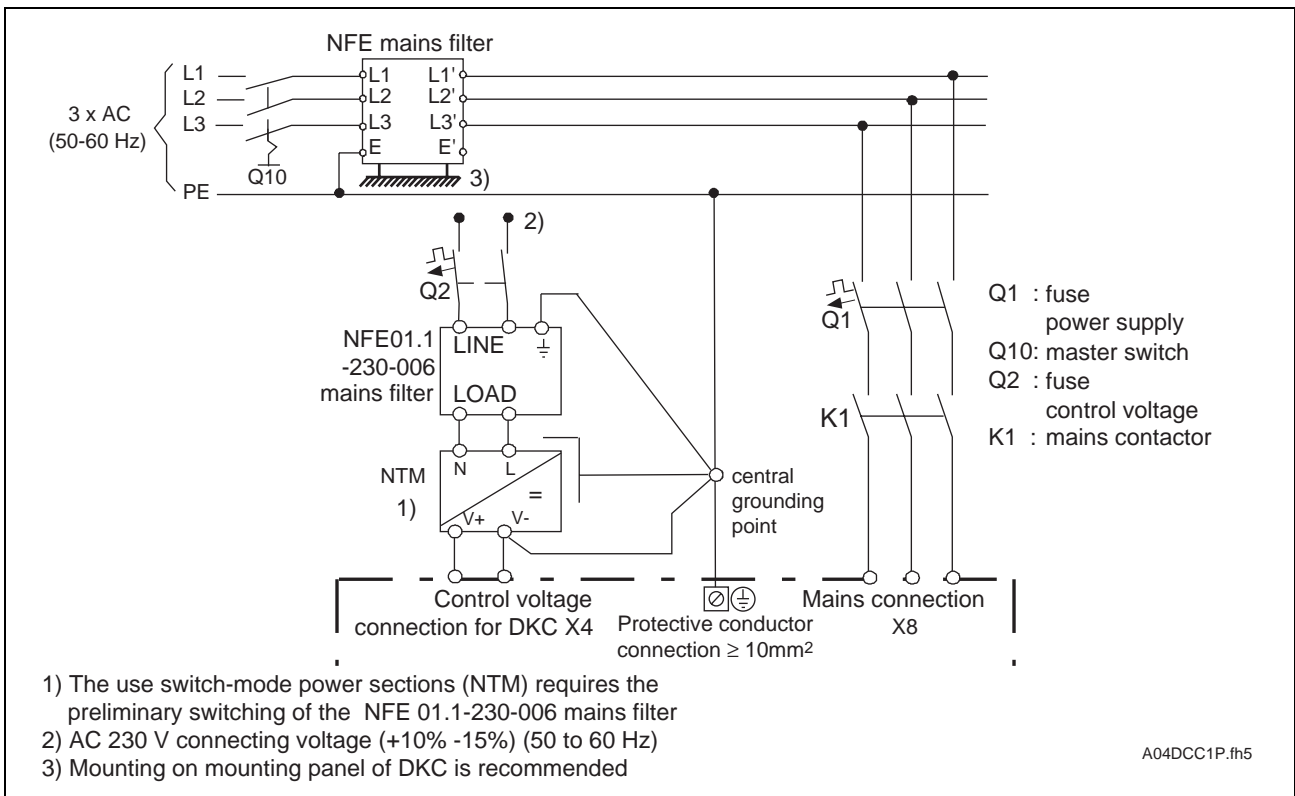 NFE mains filter
L1
L1
L1'
L2
L2
L2'
3 x AC
(50-60 Hz)
L3
L3
L3'
E
E'
Q10
3)
PE
2)
Q2
Q1
Q1 : fuse
power supply
Q10: master switch
Q2 : fuse
control voltage
K1 : mains contactor
NFE01.1
-230-006
mains filter
LINE
LOAD
K1
NTM
1)
N
L
=
V+
V-
central
grounding
point
Control voltage
connection for DKC X4
Protective conductor
connection ≥ 10mm2
Mains connection
X8
1) The use switch-mode power sections (NTM) requires the
preliminary switching of the NFE 01.1-230-006 mains filter
2) AC 230 V connecting voltage (+10% -15%) (50 to 60 Hz)
3) Mounting on mounting panel of DKC is recommended
A04DCC1P.fh5